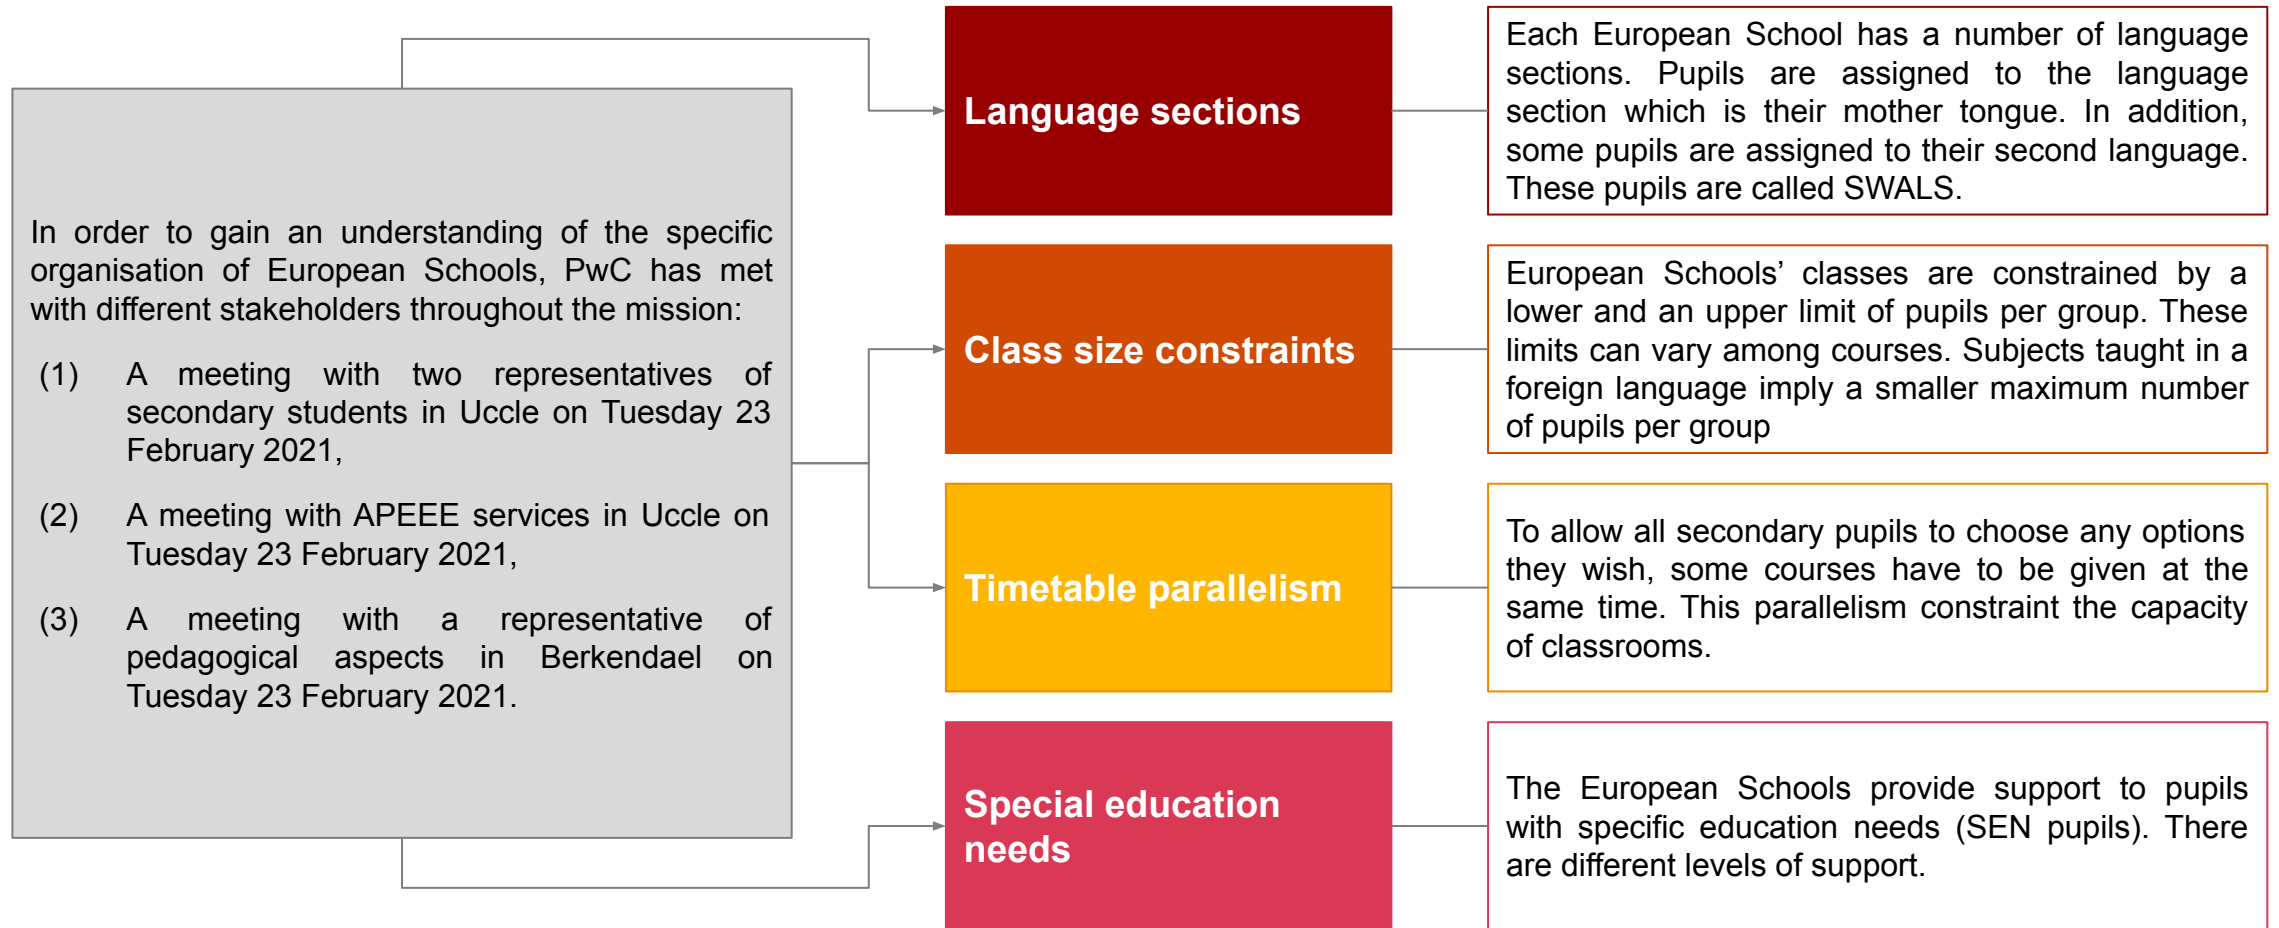 In order to gain an understanding of the specific
organisation of European Schools, PwC has met
with different stakeholders throughout the mission:
(1) A meeting with two representatives of
secondary students in Uccle on Tuesday 23
February 2021,
(2) A meeting with APEEE services in Uccle on
Tuesday 23 February 2021,
(3) A meeting with a representative of
pedagogical aspects in Berkendael on
Tuesday 23 February 2021.
Language sections
Each European School has a number of language
sections. Pupils are assigned to the language
section which is their mother tongue. In addition,
some pupils are assigned to their second language.
These pupils are called SWALS.
Class size constraints
European Schools’ classes are constrained by a
lower and an upper limit of pupils per group. These
limits can vary among courses. Subjects taught in a
foreign language imply a smaller maximum number
of pupils per group
Timetable parallelism
To allow all secondary pupils to choose any options
they wish, some courses have to be given at the
same time. This parallelism constraint the capacity
of classrooms.
Special education
needs
The European Schools provide support to pupils
with specific education needs (SEN pupils). There
are different levels of support.